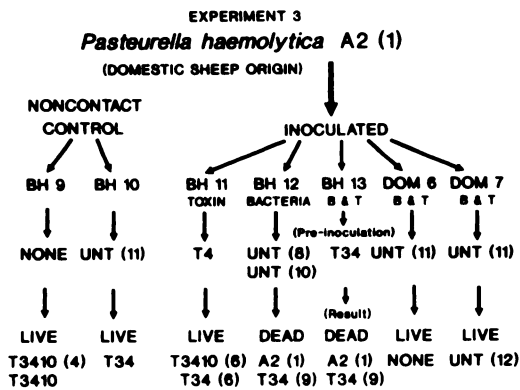 EXPERIMENT 3
Pasteurella haemolytica A2 (1)
(DOMESTIC SHEEP ORIGIN)
NONCONTACT
CONTROL
INOCULATED
BH 9 BH 10 BH 11 BH 12 BH 13 DOM 6 DOM 7
TOXIN BACTERIA B & T B & T B & T
(Pre-inoculation)
NONE UNT (11) T4 UNT (8) T34 UNT (11) UNT (11)
UNT (10)
(Result)
LIVE LIVE LIVE DEAD DEAD LIVE LIVE
T3410 (4) T34 T3410 (6) A2 (1) A2 (1) NONE UNT (12)
T3410 T34 (6) T34 (9) T34 (9)